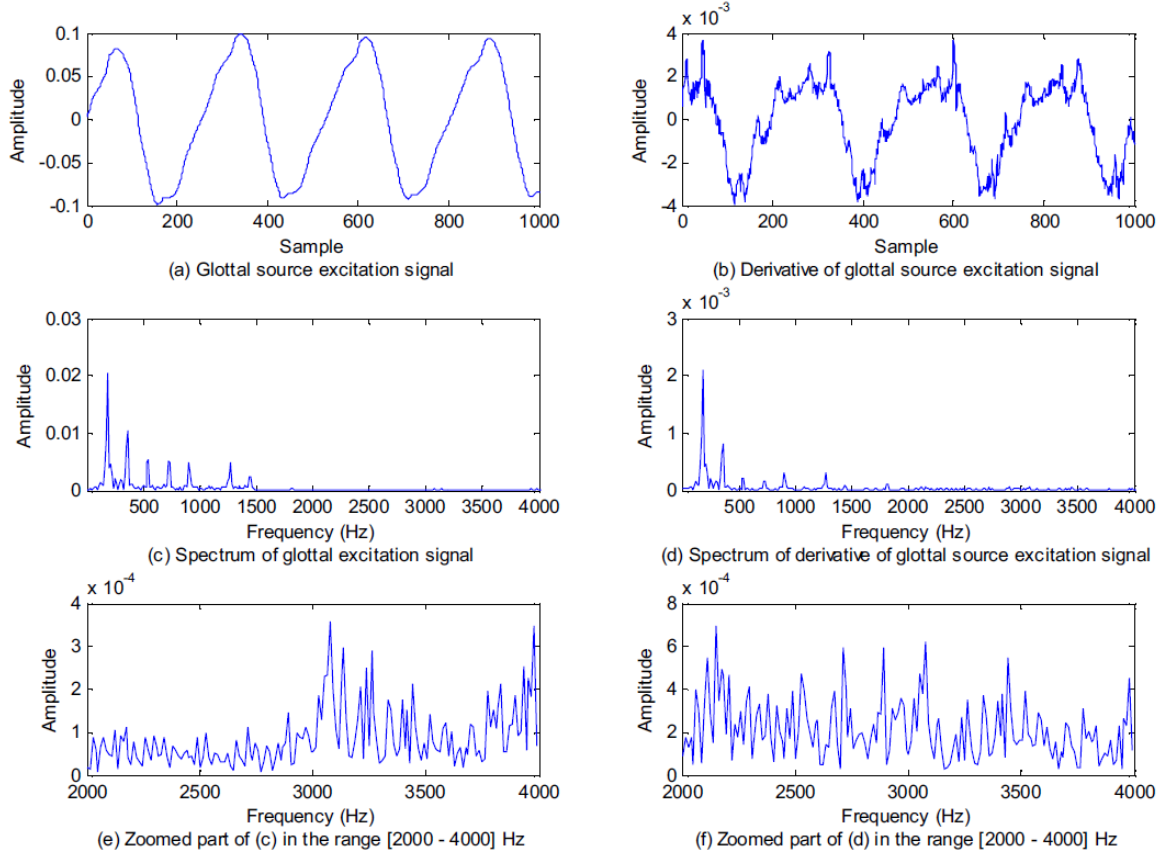 0.1
0.05
0
-0.05
-0.1
Amplitude
0 200 400 600 800 1000
Sample
(a) Glottal source excitation signal
x 10⁻³
4
2
0
-2
-4
Amplitude
0 200 400 600 800 1000
Sample
(b) Derivative of glottal source excitation signal
0.03
0.02
0.01
0
Amplitude
500 1000 1500 2000 2500 3000 3500 4000
Frequency (Hz)
(c) Spectrum of glottal excitation signal
x 10⁻³
3
2
1
0
Amplitude
500 1000 1500 2000 2500 3000 3500 4000
Frequency (Hz)
(d) Spectrum of derivative of glottal source excitation signal
x 10⁻⁴
4
3
2
1
0
Amplitude
2000 2500 3000 3500 4000
Frequency (Hz)
(e) Zoomed part of (c) in the range [2000 - 4000] Hz
x 10⁻⁴
8
6
4
2
0
Amplitude
2000 2500 3000 3500 4000
Frequency (Hz)
(f) Zoomed part of (d) in the range [2000 - 4000] Hz